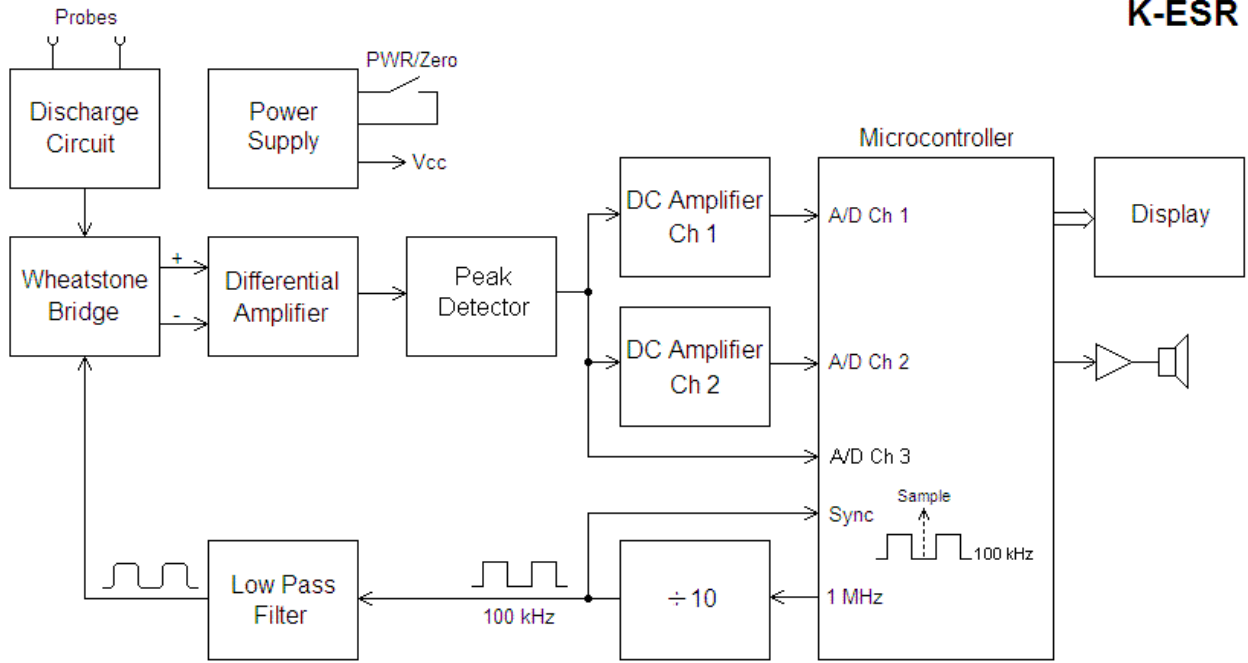 K-ESR
Probes
PWR/Zero
Discharge
Circuit
Power
Supply
Vcc
Microcontroller
DC Amplifier
Ch 1
A/D Ch 1
Display
Wheatstone
Bridge
+
-
Differential
Amplifier
Peak
Detector
DC Amplifier
Ch 2
A/D Ch 2
A/D Ch 3
Sample
Sync
100 kHz
Low Pass
Filter
100 kHz
÷10
1 MHz